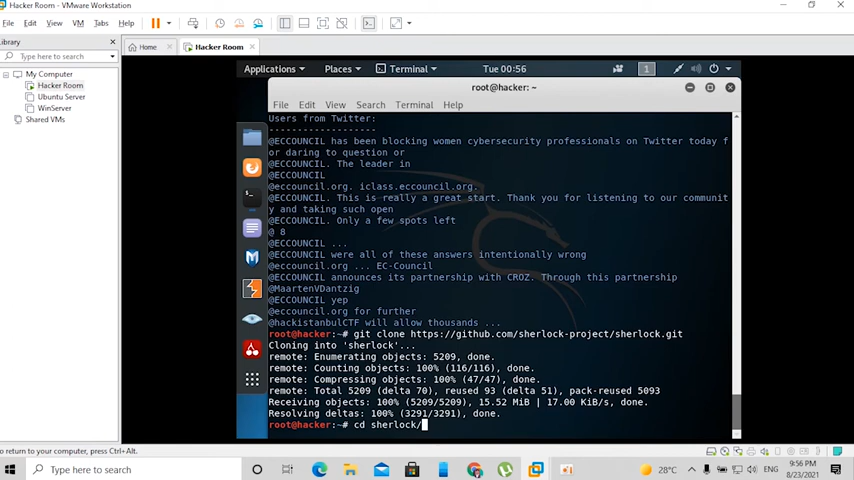 Hacker Room - VMware Workstation
File Edit View VM Tabs Help
Library
Type here to search
My Computer
Hacker Room
Ubuntu Server
WinServer
Shared VMs
Home
Hacker Room
Applications Places Terminal Tue 00:56 1
root@hacker: ~
File Edit View Search Terminal Help
Users from Twitter:
-------------------
@ECCOUNCIL has been blocking women cybersecurity professionals on Twitter today f
or daring to question or
@ECCOUNCIL. The leader in
@ECCOUNCIL
@eccouncil.org. iclass.eccouncil.org.
@ECCOUNCIL. This is really a great start. Thank you for listening to our communit
y and taking such open
@ECCOUNCIL. Only a few spots left
@ 8
@ECCOUNCIL ...
@ECCOUNCIL were all of these answers intentionally wrong
@eccouncil.org ... EC-Council
@ECCOUNCIL announces its partnership with CROZ. Through this partnership
@MaartenVDantzig
@ECCOUNCIL yep
@eccouncil.org for further
@hackistanbulCTF will allow thousands ...
root@hacker:~# git clone https://github.com/sherlock-project/sherlock.git
Cloning into 'sherlock'...
remote: Enumerating objects: 5209, done.
remote: Counting objects: 100% (116/116), done.
remote: Compressing objects: 100% (47/47), done.
remote: Total 5209 (delta 70), reused 93 (delta 51), pack-reused 5093
Receiving objects: 100% (5209/5209), 15.52 MiB | 17.00 KiB/s, done.
Resolving deltas: 100% (3291/3291), done.
root@hacker:~# cd sherlock/
to return to your computer, press Ctrl+Alt.
Type here to search
28°C
ENG
9:56 PM
8/23/2021